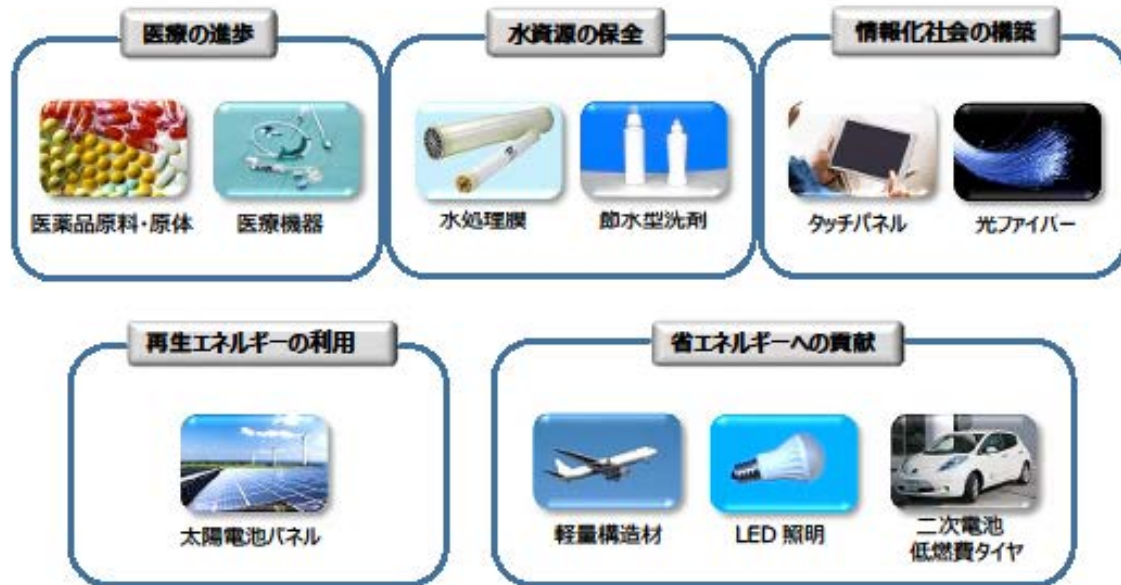 医療の進歩
水資源の保全
情報化社会の構築
医薬品原料・原体
医療機器
水処理膜
節水型洗剤
タッチパネル
光ファイバー
再生エネルギーの利用
省エネルギーへの貢献
太陽電池パネル
軽量構造材
LED 照明
二次電池
低燃費タイヤ